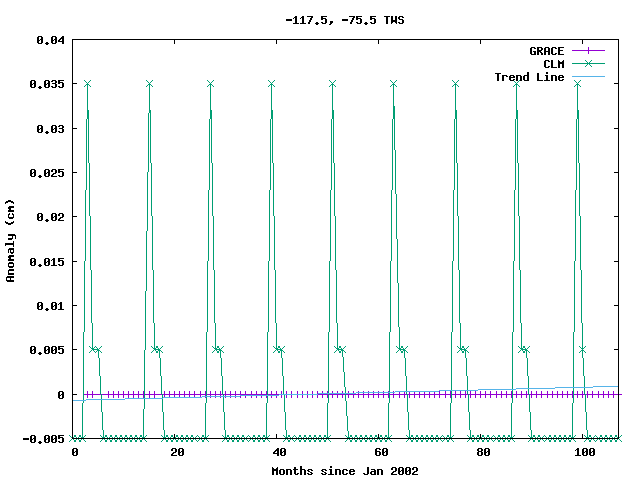 -117.5, -75.5 TWS
0.04
0.035
0.03
0.025
0.02
0.015
0.01
0.005
0
-0.005
Anomaly (cm)
GRACE
CLM
Trend Line
0 20 40 60 80 100
Months since Jan 2002